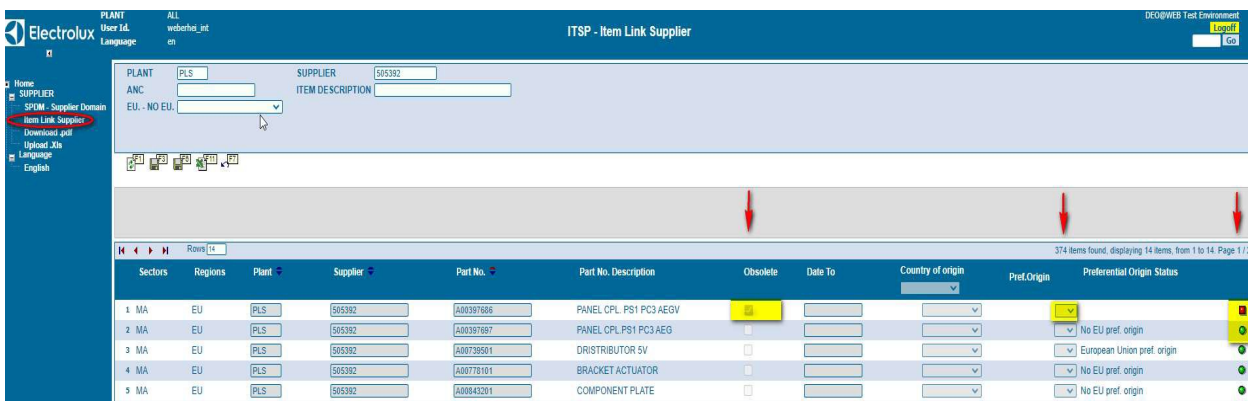 PLANT ALL
Electrolux User Id. weberhei_int
Language en
ITSP - Item Link Supplier
DEO@WEB Test Environment
Logoff
Go
Home
SUPPLIER
SPDM - Supplier Domain
Item Link Supplier
Download .pdf
Upload .Xls
Language
English
PLANT PLS SUPPLIER 505392
ANC ITEM DESCRIPTION
EU. - NO EU.
F1 F3 F8 F11 F7
Rows 14
374 items found, displaying 14 items, from 1 to 14. Page 1 /
Sectors Regions Plant Supplier Part No. Part No. Description Obsolete Date To Country of origin Pref.Origin Preferential Origin Status
1 MA EU PLS 505392 A00397686 PANEL CPL. PS1 PC3 AEGV
2 MA EU PLS 505392 A00397697 PANEL CPL.PS1 PC3 AEG No EU pref. origin
3 MA EU PLS 505392 A00739501 DRISTRIBUTOR 5V European Union pref. origin
4 MA EU PLS 505392 A00778101 BRACKET ACTUATOR No EU pref. origin
5 MA EU PLS 505392 A00843201 COMPONENT PLATE No EU pref. origin